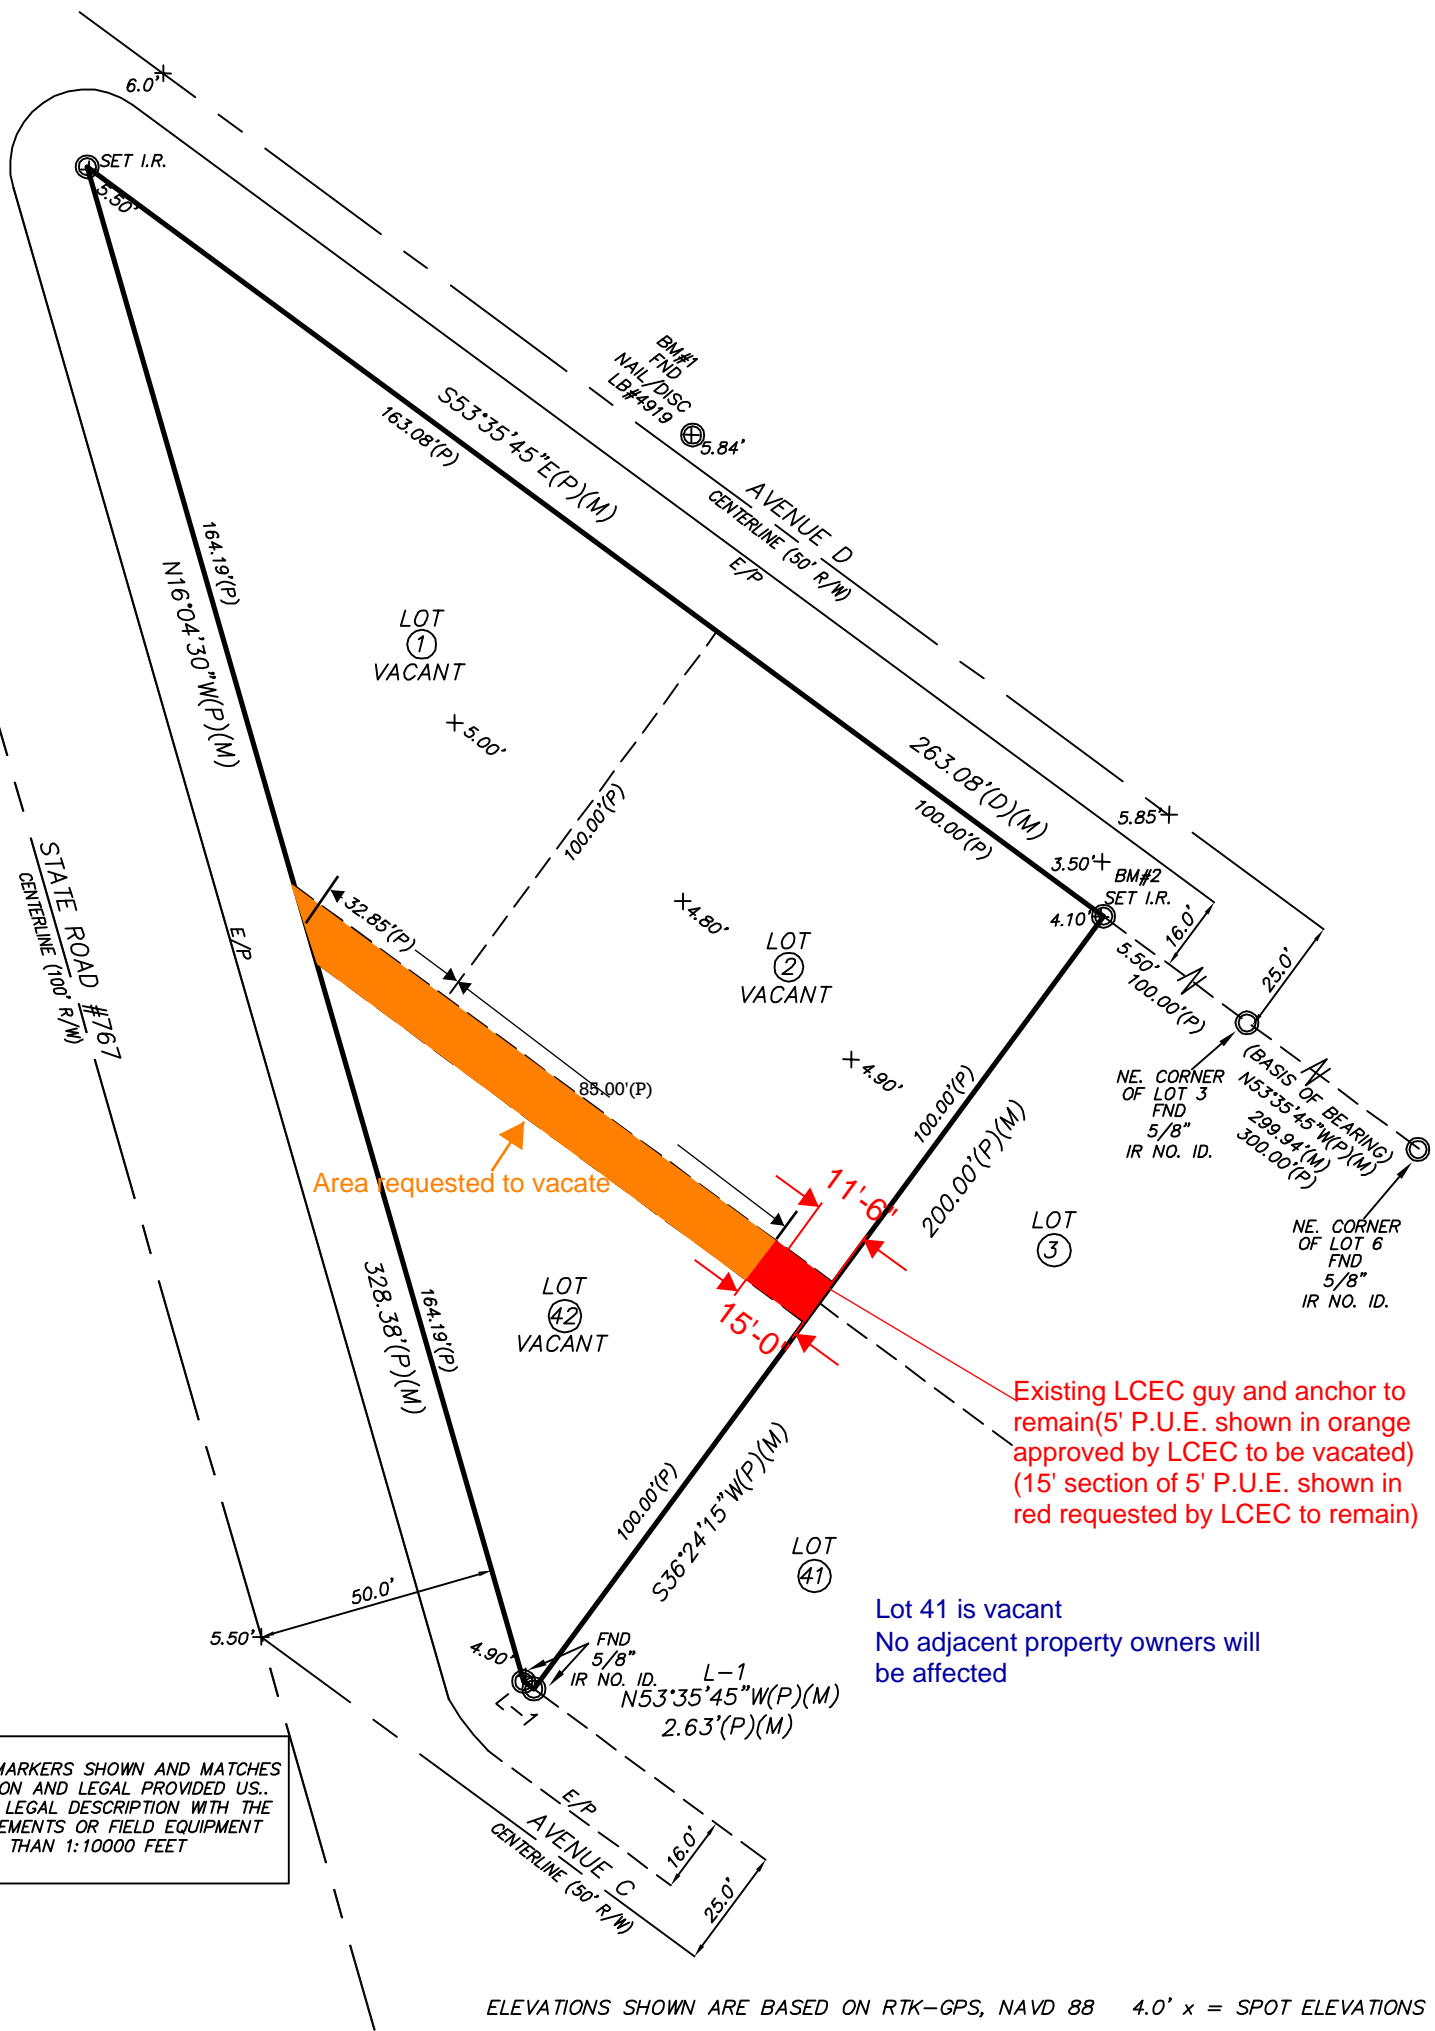 6.0'
SET I.R.
5.50'
BM#1
FND
NAIL/DISC
LB#4919
5.84'
S53°35'45"E(P)(M)
163.08'(P)
AVENUE D
CENTERLINE (50' R/W)
E/P
164.19'(P)
N16°04'30"W(P)(M)
LOT
1
VACANT
5.00'
100.00'(P)
263.08'(D)(M)
100.00'(P)
5.85'
3.50'
BM#2
SET I.R.
4.10'
16.0'
25.0'
5.50'
100.00'(P)
STATE ROAD #767
CENTERLINE (100' R/W)
E/P
32.85'(P)
4.80'
LOT
2
VACANT
4.90'
85.00'(P)
100.00'(P)
200.00'(P)(M)
NE. CORNER
OF LOT 3
FND
5/8"
IR NO. ID.
(BASIS OF BEARING)
N53°35'45"W(P)(M)
299.94'(M)
300.00'(P)
NE. CORNER
OF LOT 6
FND
5/8"
IR NO. ID.
Area requested to vacate
11'-6"
15'-0"
LOT
3
LOT
42
VACANT
328.38'(P)(M)
164.19'(P)
Existing LCEC guy and anchor to
remain(5' P.U.E. shown in orange
approved by LCEC to be vacated)
(15' section of 5' P.U.E. shown in
red requested by LCEC to remain)
100.00'(P)
S36°24'15"W(P)(M)
LOT
41
Lot 41 is vacant
No adjacent property owners will
be affected
50.0'
5.50'
4.90'
FND
5/8"
IR NO. ID.
L-1
L-1
N53°35'45"W(P)(M)
2.63'(P)(M)
MARKERS SHOWN AND MATCHES
ON AND LEGAL PROVIDED US..
LEGAL DESCRIPTION WITH THE
EMENTS OR FIELD EQUIPMENT
THAN 1:10000 FEET
E/P
AVENUE C
CENTERLINE (50' R/W)
16.0'
25.0'
ELEVATIONS SHOWN ARE BASED ON RTK-GPS, NAVD 88 4.0' x = SPOT ELEVATIONS